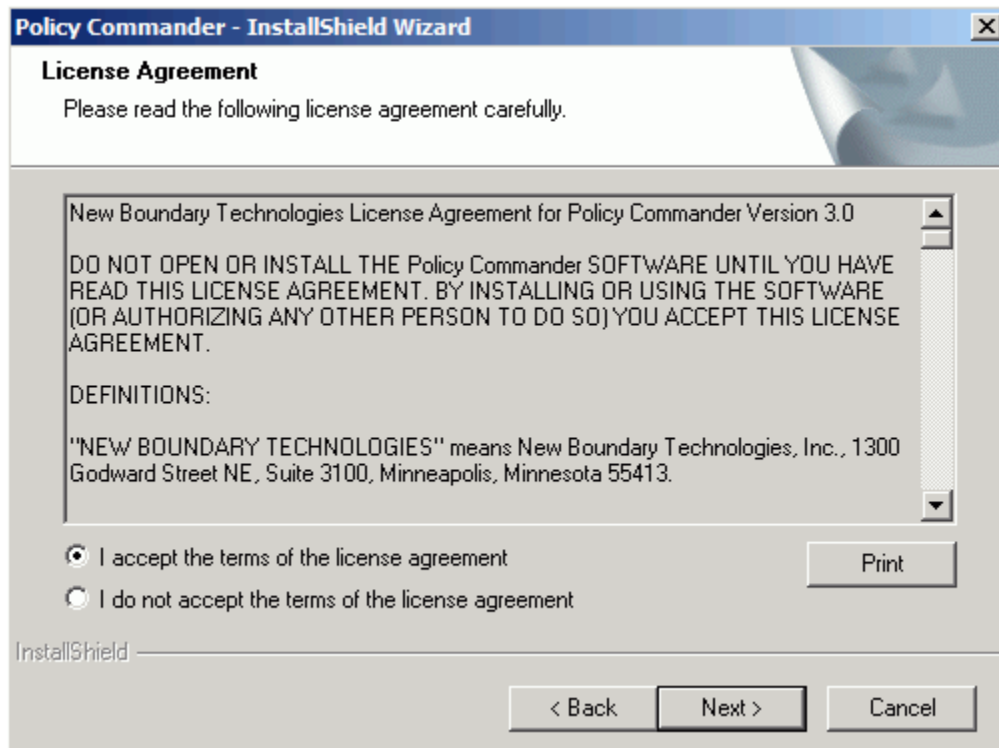 Policy Commander - InstallShield Wizard
License Agreement
Please read the following license agreement carefully.
New Boundary Technologies License Agreement for Policy Commander Version 3.0
DO NOT OPEN OR INSTALL THE Policy Commander SOFTWARE UNTIL YOU HAVE
READ THIS LICENSE AGREEMENT. BY INSTALLING OR USING THE SOFTWARE
(OR AUTHORIZING ANY OTHER PERSON TO DO SO) YOU ACCEPT THIS LICENSE
AGREEMENT.
DEFINITIONS:
"NEW BOUNDARY TECHNOLOGIES" means New Boundary Technologies, Inc., 1300
Godward Street NE, Suite 3100, Minneapolis, Minnesota 55413.
I accept the terms of the license agreement
Print
I do not accept the terms of the license agreement
InstallShield
< Back
Next >
Cancel